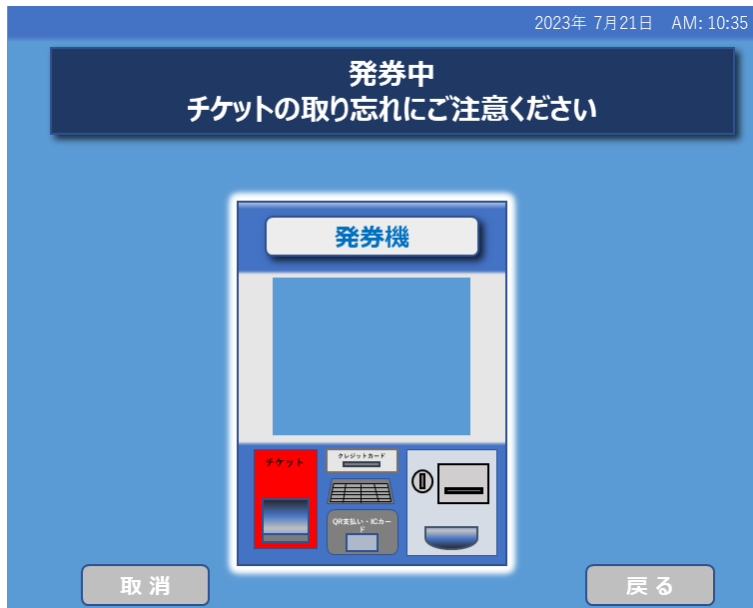 2023年 7月21日 AM: 10:35
発券中
チケットの取り忘れにご注意ください
発券機
チケット
クレジットカード
QR支払い・ICカー
ド
取 消
戻 る